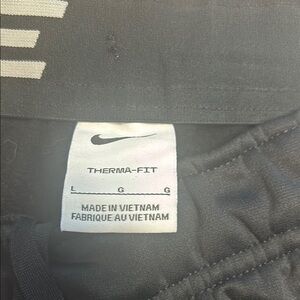 THERMA-FIT
L G G
MADE IN VIETNAM
FABRIQUE AU VIETNAM